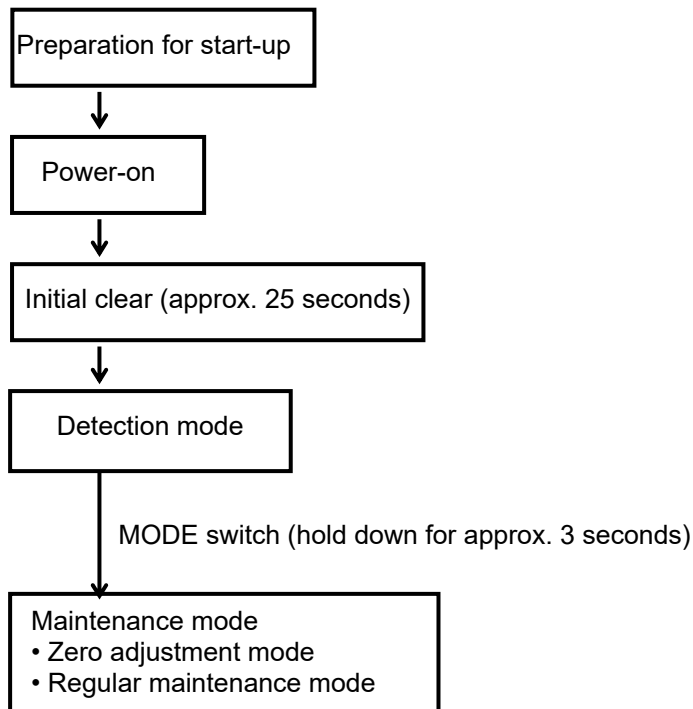 Preparation for start-up
Power-on
Initial clear (approx. 25 seconds)
Detection mode
MODE switch (hold down for approx. 3 seconds)
Maintenance mode
• Zero adjustment mode
• Regular maintenance mode